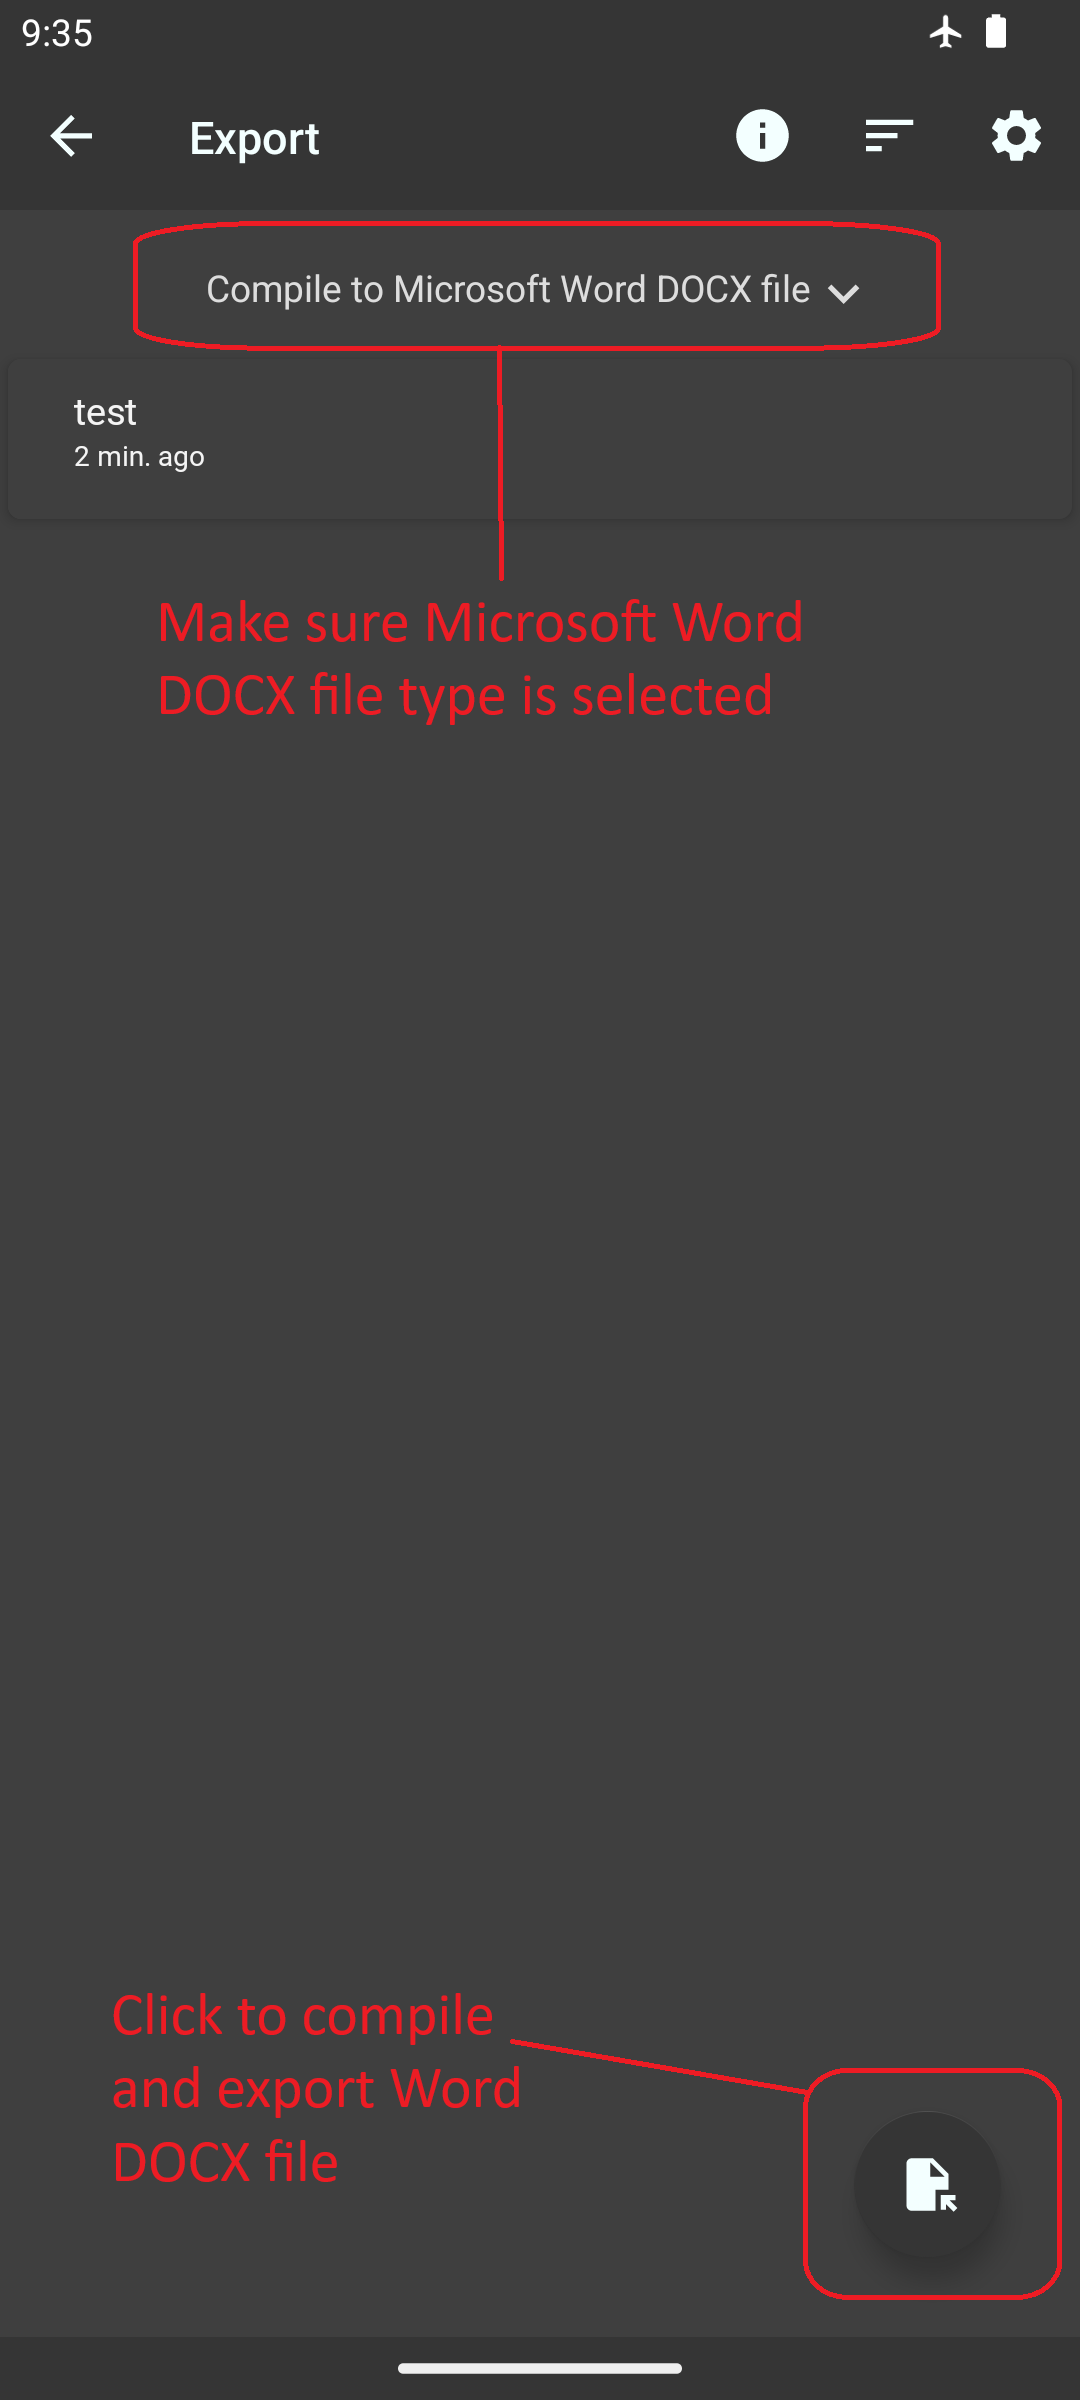 9:35
Export
Compile to Microsoft Word DOCX file
test
2 min. ago
Make sure Microsoft Word
DOCX file type is selected
Click to compile
and export Word
DOCX file